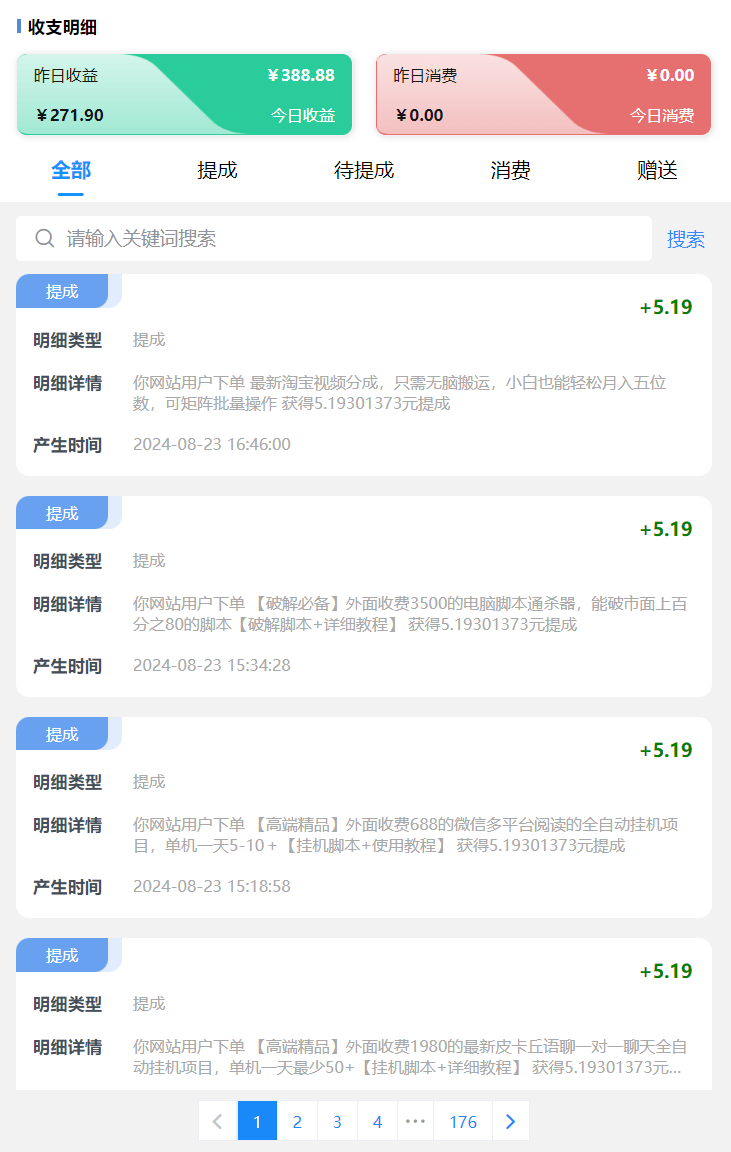 收支明细
昨日收益 ￥388.88
￥271.90 今日收益
昨日消费 ￥0.00
￥0.00 今日消费
全部 提成 待提成 消费 赠送
请输入关键词搜索 搜索
提成
+5.19
明细类型 提成
明细详情 你网站用户下单 最新淘宝视频分成，只需无脑搬运，小白也能轻松月入五位
数，可矩阵批量操作 获得5.19301373元提成
产生时间 2024-08-23 16:46:00
提成
+5.19
明细类型 提成
明细详情 你网站用户下单 【破解必备】外面收费3500的电脑脚本通杀器，能破市面上百
分之80的脚本【破解脚本+详细教程】 获得5.19301373元提成
产生时间 2024-08-23 15:34:28
提成
+5.19
明细类型 提成
明细详情 你网站用户下单 【高端精品】外面收费688的微信多平台阅读的全自动挂机项
目，单机一天5-10＋【挂机脚本+使用教程】 获得5.19301373元提成
产生时间 2024-08-23 15:18:58
提成
+5.19
明细类型 提成
明细详情 你网站用户下单 【高端精品】外面收费1980的最新皮卡丘语聊一对一聊天全自
动挂机项目，单机一天最少50+【挂机脚本+详细教程】 获得5.19301373元...
1 2 3 4 ••• 176